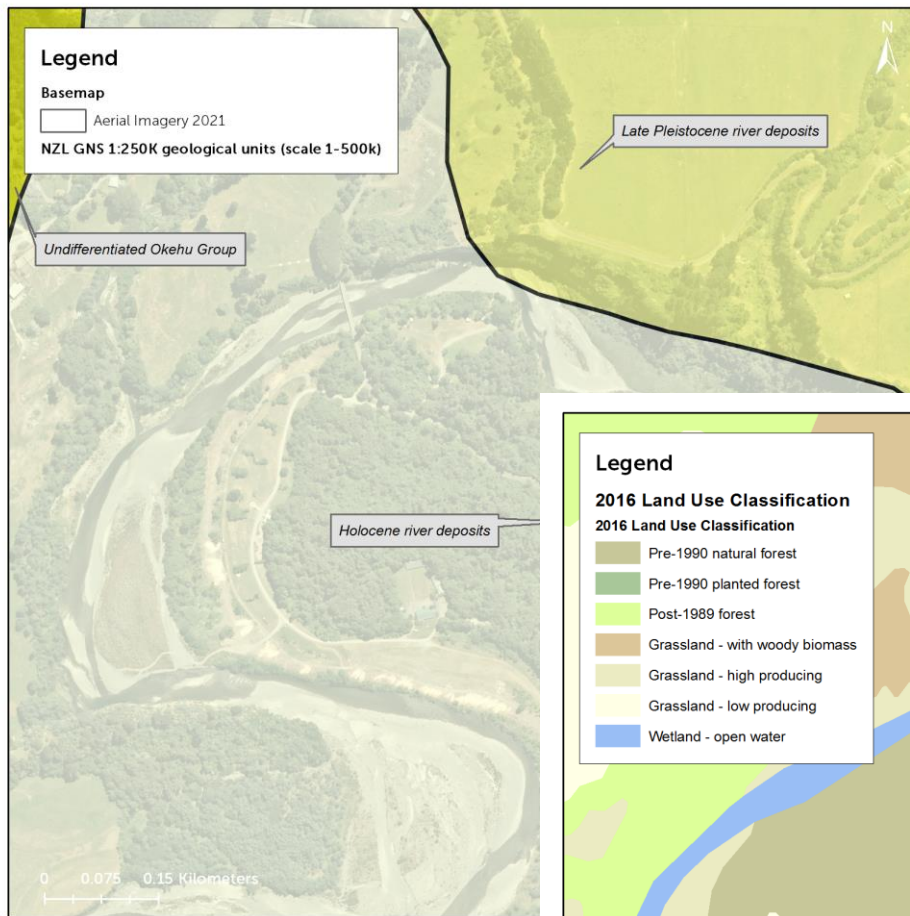 Legend
Basemap
Aerial Imagery 2021
NZL GNS 1:250K geological units (scale 1-500k)
N
Late Pleistocene river deposits
Undifferentiated Okehu Group
Holocene river deposits
0 0.075 0.15 Kilometers
Legend
2016 Land Use Classification
2016 Land Use Classification
Pre-1990 natural forest
Pre-1990 planted forest
Post-1989 forest
Grassland - with woody biomass
Grassland - high producing
Grassland - low producing
Wetland - open water